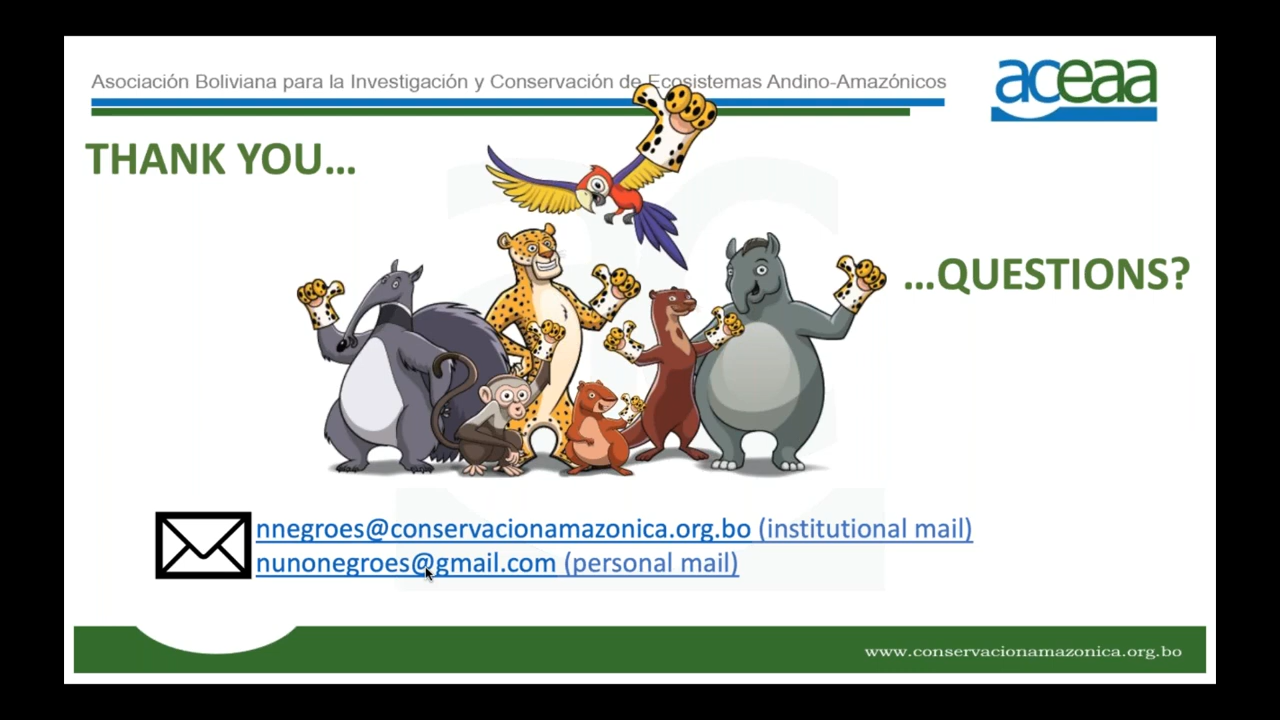 Asociación Boliviana para la Investigación y Conservación de Ecosistemas Andino-Amazónicos
aceaa
THANK YOU...
...QUESTIONS?
nnegroes@conservacionamazonica.org.bo (institutional mail)
nunonegroes@gmail.com (personal mail)
www.conservacionamazonica.org.bo